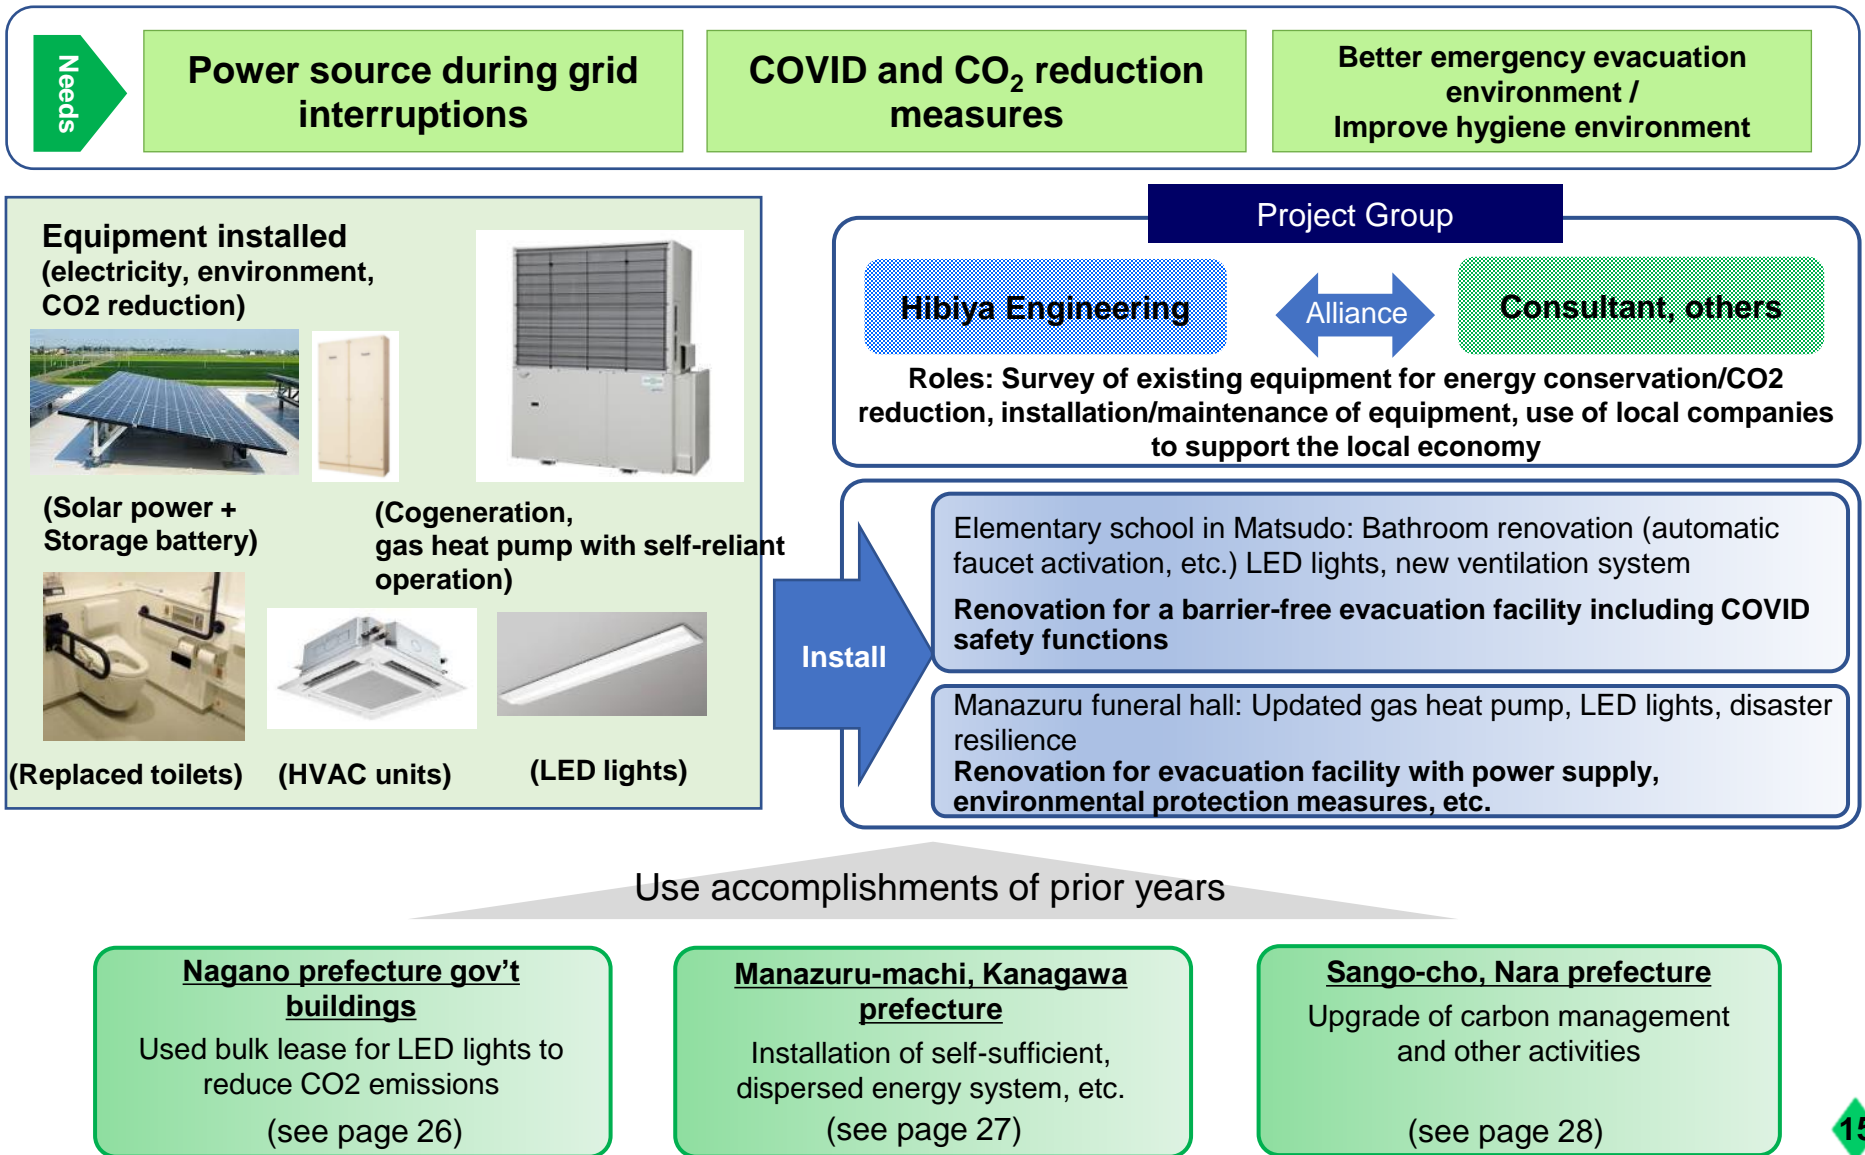 Needs
Power source during grid
interruptions
COVID and CO2 reduction
measures
Better emergency evacuation
environment /
Improve hygiene environment
Equipment installed
(electricity, environment,
CO2 reduction)
(Solar power +
Storage battery)
(Cogeneration,
gas heat pump with self-reliant
operation)
(Replaced toilets)
(HVAC units)
(LED lights)
Project Group
Hibiya Engineering
Alliance
Consultant, others
Roles: Survey of existing equipment for energy conservation/CO2
reduction, installation/maintenance of equipment, use of local companies
to support the local economy
Install
Elementary school in Matsudo: Bathroom renovation (automatic
faucet activation, etc.) LED lights, new ventilation system
Renovation for a barrier-free evacuation facility including COVID
safety functions
Manazuru funeral hall: Updated gas heat pump, LED lights, disaster
resilience
Renovation for evacuation facility with power supply,
environmental protection measures, etc.
Use accomplishments of prior years
Nagano prefecture gov't
buildings
Used bulk lease for LED lights to
reduce CO2 emissions
(see page 26)
Manazuru-machi, Kanagawa
prefecture
Installation of self-sufficient,
dispersed energy system, etc.
(see page 27)
Sango-cho, Nara prefecture
Upgrade of carbon management
and other activities
(see page 28)
15